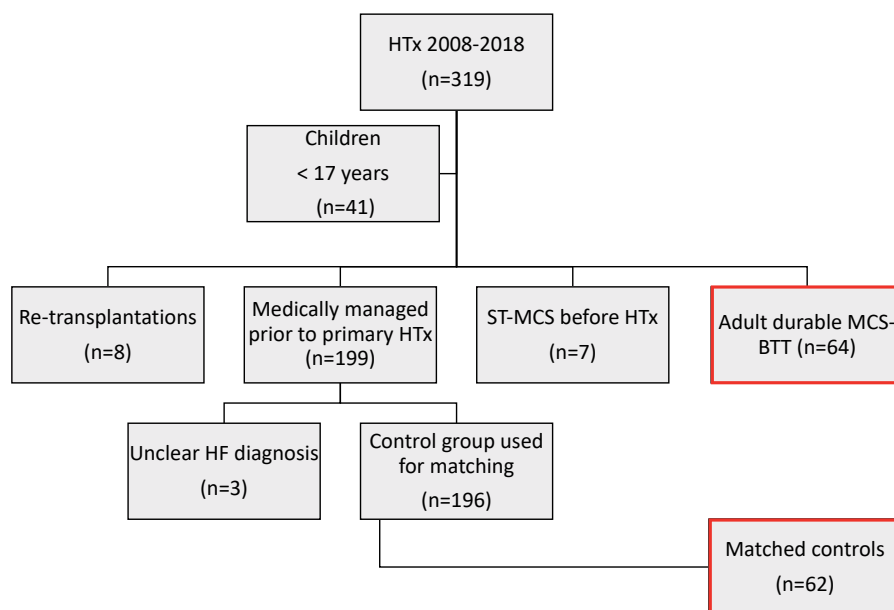 HTx 2008-2018
(n=319)
Children
< 17 years
(n=41)
Re-transplantations
(n=8)
Medically managed
prior to primary HTx
(n=199)
ST-MCS before HTx
(n=7)
Adult durable MCS-
BTT (n=64)
Unclear HF diagnosis
(n=3)
Control group used
for matching
(n=196)
Matched controls
(n=62)